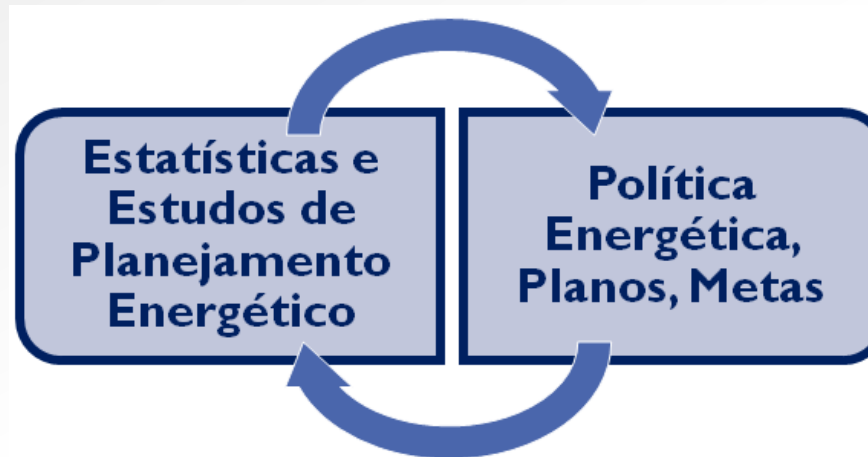 Estatísticas e
Estudos de
Planejamento
Energético
Política
Energética,
Planos, Metas